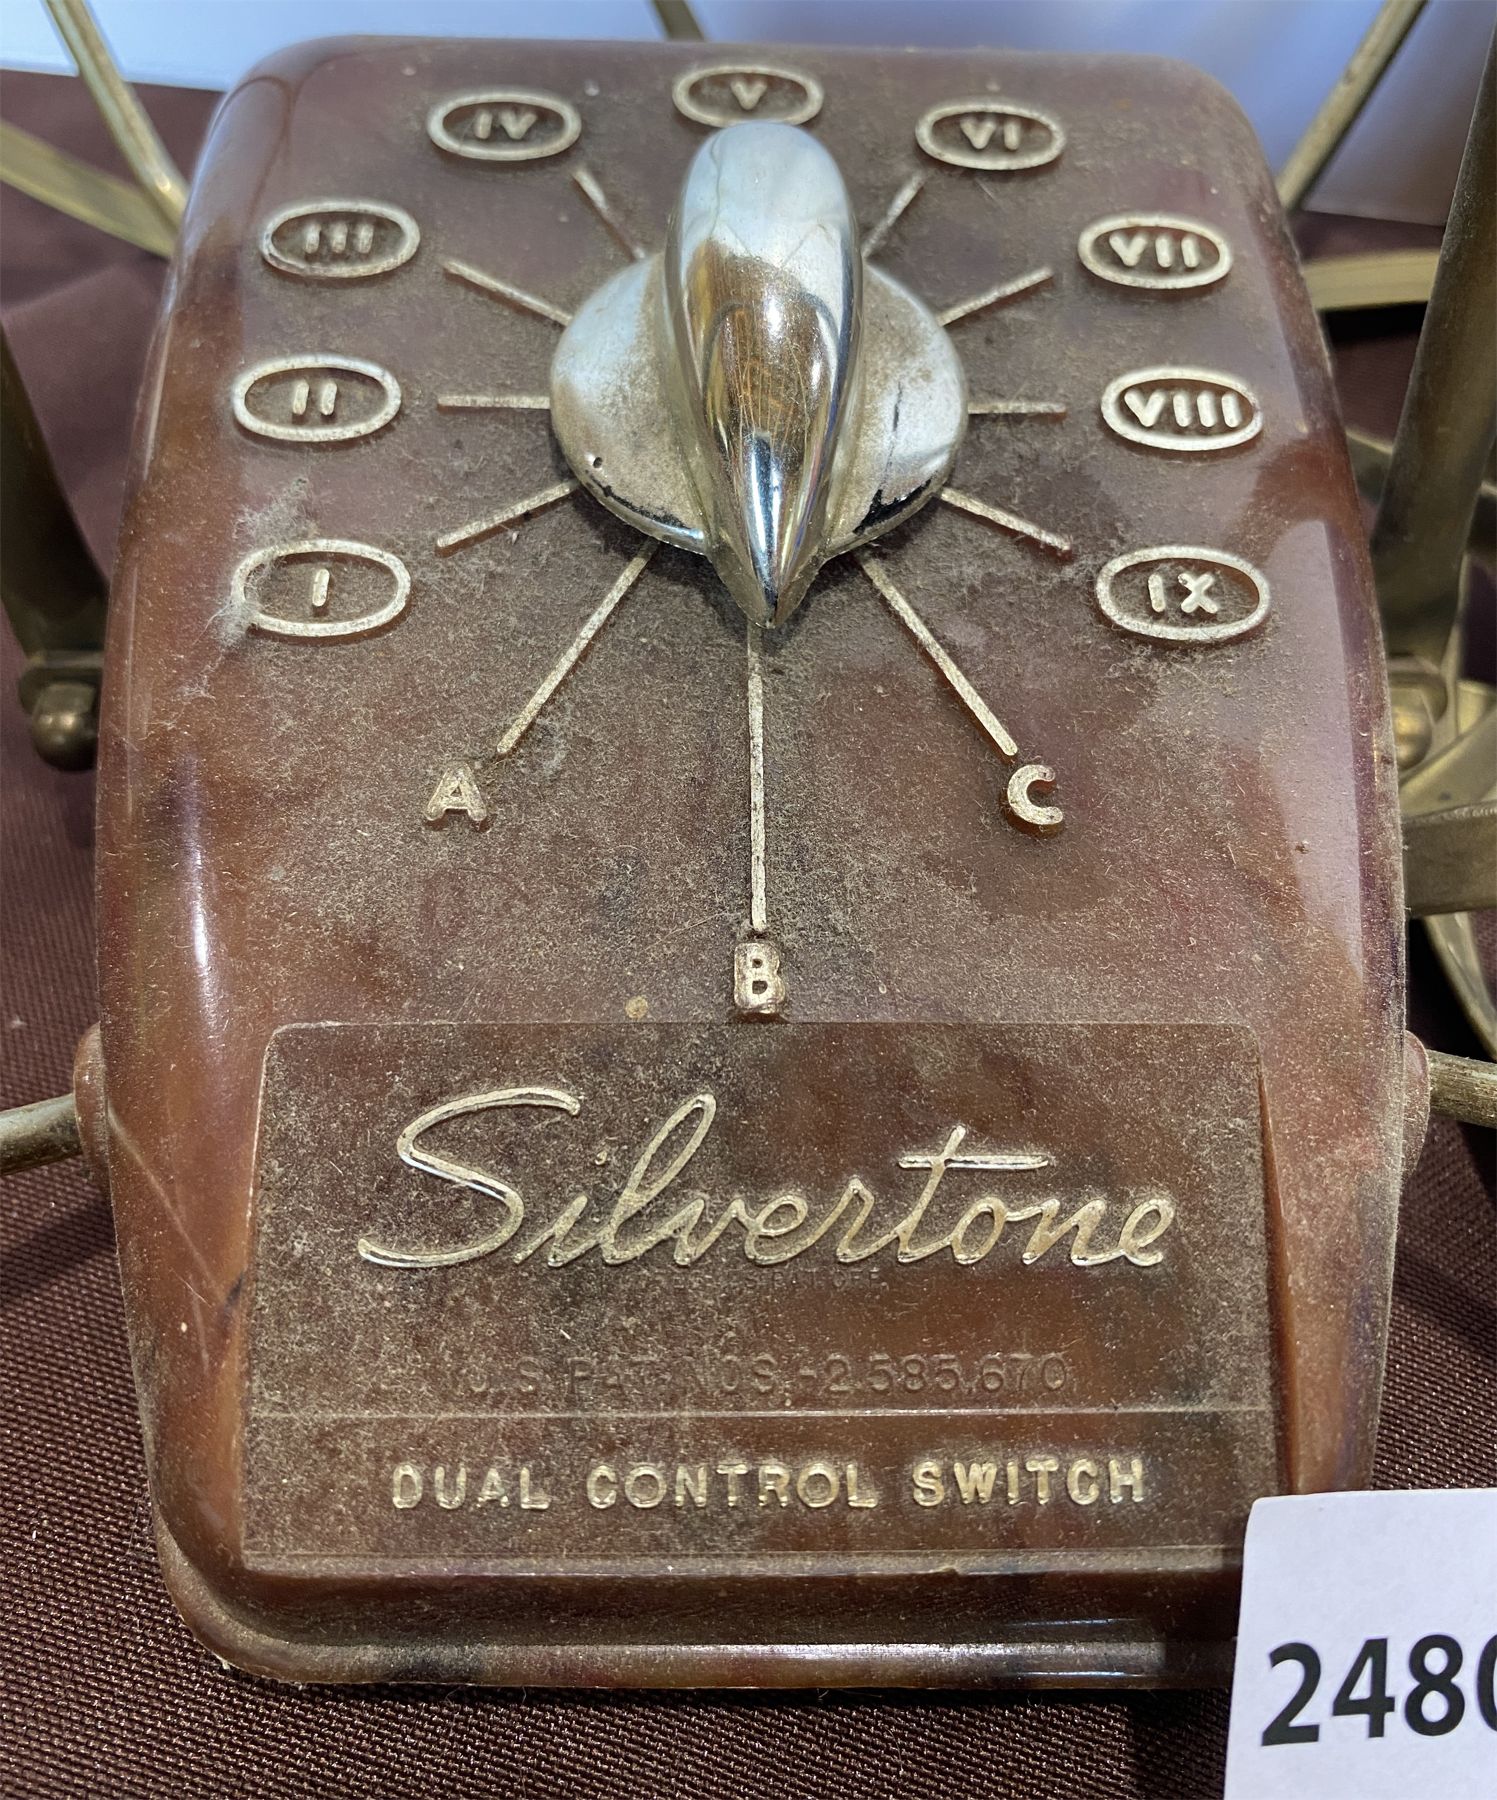 V
IV VI
III VII
II VIII
I IX
A C
B
Silvertone
U.S. PAT. NOS.-2,585,670
DUAL CONTROL SWITCH
2480